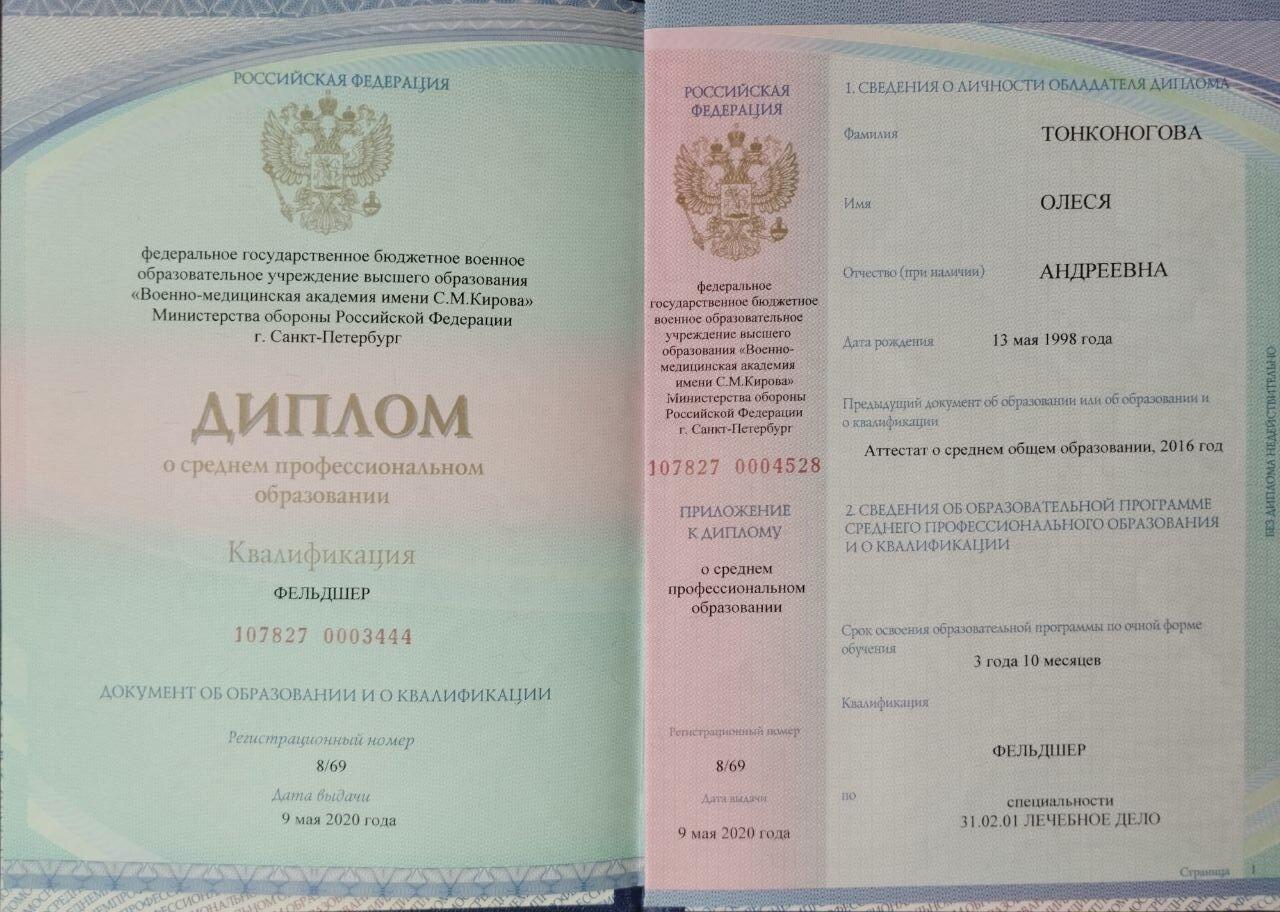 РОССИЙСКАЯ ФЕДЕРАЦИЯ
федеральное государственное бюджетное военное
образовательное учреждение высшего образования
«Военно-медицинская академия имени С.М.Кирова»
Министерства обороны Российской Федерации
г. Санкт-Петербург
ДИПЛОМ
о среднем профессиональном
образовании
Квалификация
ФЕЛЬДШЕР
107827 0003444
ДОКУМЕНТ ОБ ОБРАЗОВАНИИ И О КВАЛИФИКАЦИИ
Регистрационный номер
8/69
Дата выдачи
9 мая 2020 года
РОССИЙСКАЯ
ФЕДЕРАЦИЯ
федеральное
государственное бюджетное
военное образовательное
учреждение высшего
образования «Военно-
медицинская академия
имени С.М.Кирова»
Министерства обороны
Российской Федерации
г. Санкт-Петербург
107827 0004528
ПРИЛОЖЕНИЕ
К ДИПЛОМУ
о среднем
профессиональном
образовании
Регистрационный номер
8/69
Дата выдачи
9 мая 2020 года
1. СВЕДЕНИЯ О ЛИЧНОСТИ ОБЛАДАТЕЛЯ ДИПЛОМА
Фамилия ТОНКОНОГОВА
Имя ОЛЕСЯ
Отчество (при наличии) АНДРЕЕВНА
Дата рождения 13 мая 1998 года
Предыдущий документ об образовании или об образовании и
о квалификации
Аттестат о среднем общем образовании, 2016 год
2. СВЕДЕНИЯ ОБ ОБРАЗОВАТЕЛЬНОЙ ПРОГРАММЕ
СРЕДНЕГО ПРОФЕССИОНАЛЬНОГО ОБРАЗОВАНИЯ
И О КВАЛИФИКАЦИИ
Срок освоения образовательной программы по очной форме
обучения
3 года 10 месяцев
Квалификация
ФЕЛЬДШЕР
по специальности
31.02.01 ЛЕЧЕБНОЕ ДЕЛО
Страница 1
БЕЗ ДИПЛОМА НЕДЕЙСТВИТЕЛЬНО